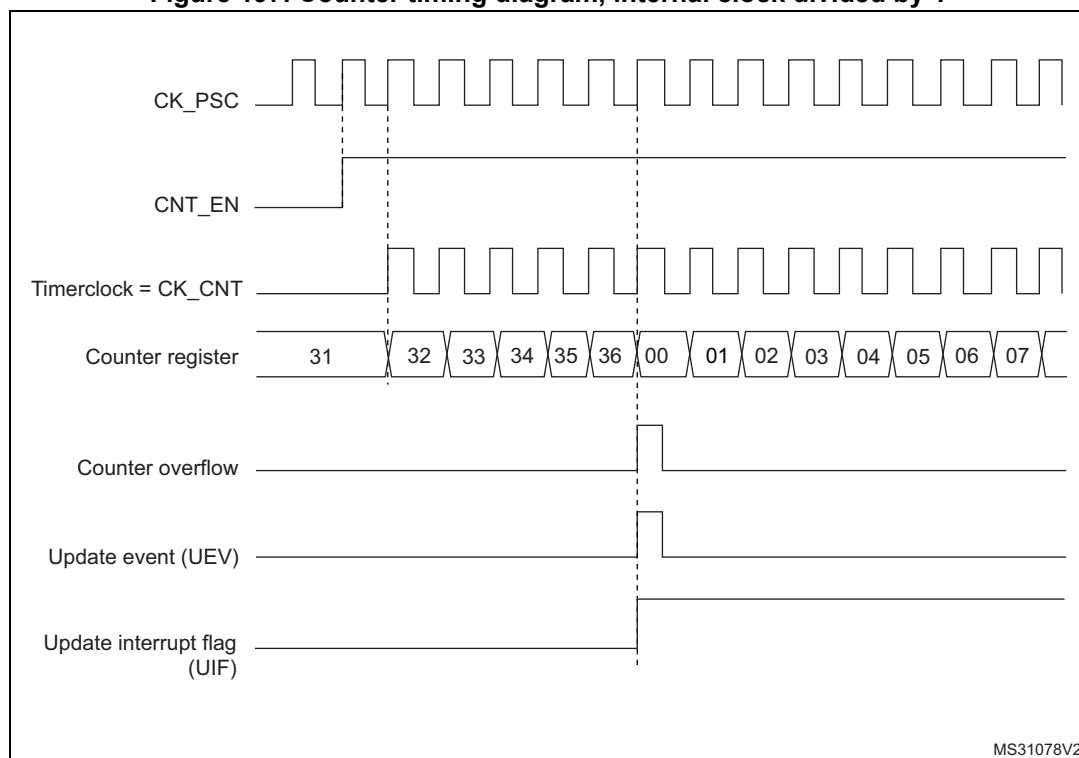 CK_PSC
CNT_EN
Timerclock = CK_CNT
Counter register 31 32 33 34 35 36 00 01 02 03 04 05 06 07
Counter overflow
Update event (UEV)
Update interrupt flag
(UIF)
MS31078V2